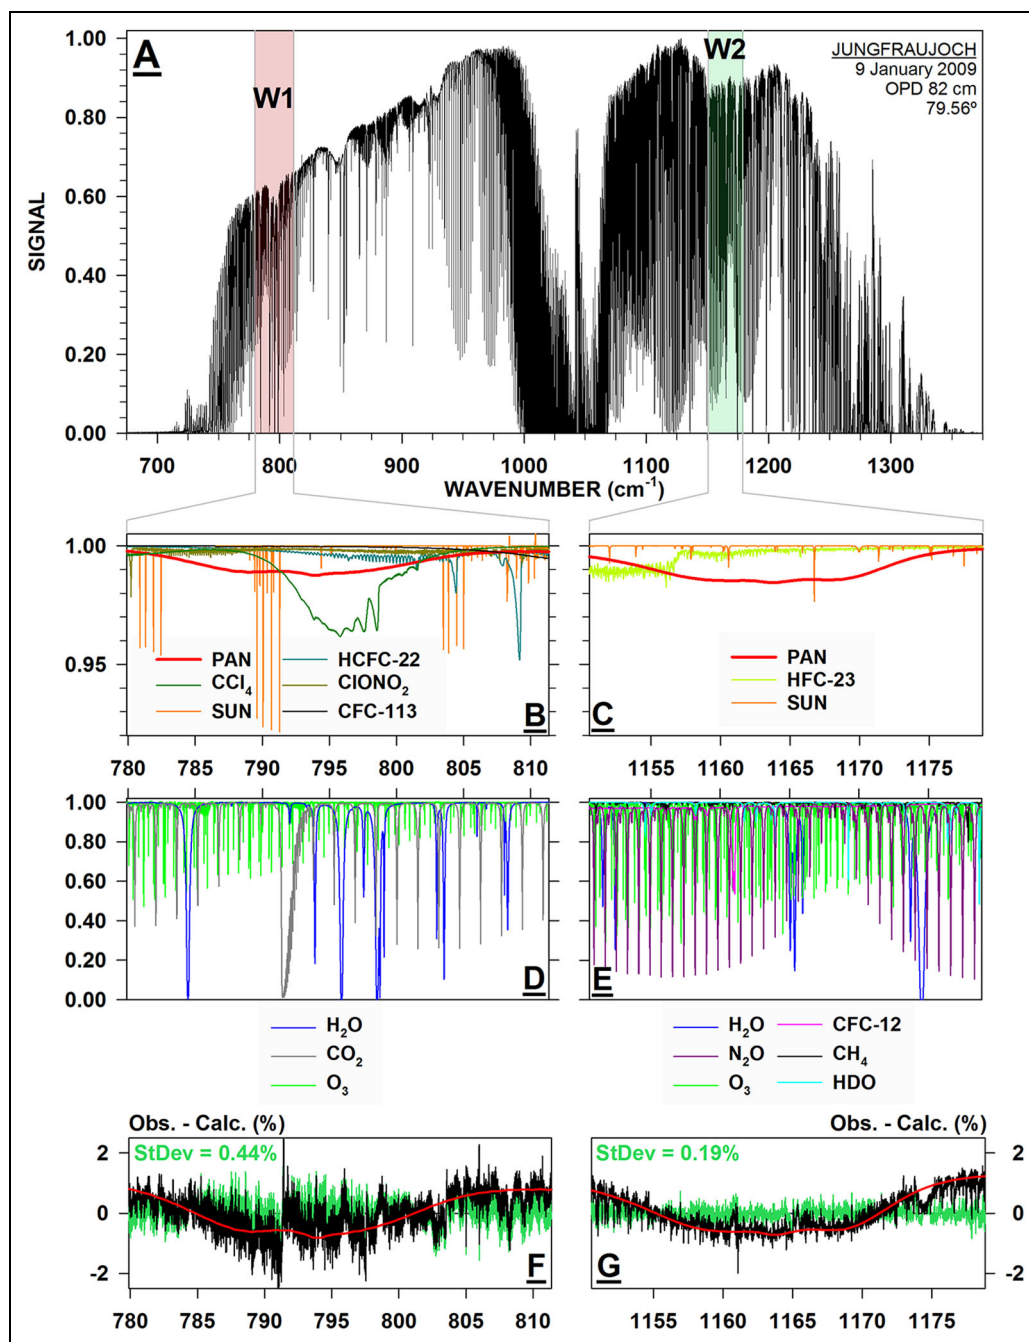 A
W1
W2
JUNGFRAUJOCH
9 January 2009
OPD 82 cm
79.56º
1.00
0.80
0.60
0.40
0.20
0.00
SIGNAL
700 800 900 1000 1100 1200 1300
WAVENUMBER (cm-1)
1.00
0.95
PAN HCFC-22
CCl4 ClONO2
SUN CFC-113
B
780 785 790 795 800 805 810
PAN
HFC-23
SUN
C
1155 1160 1165 1170 1175
1.00
0.80
0.60
0.40
0.20
0.00
D
E
H2O
CO2
O3
H2O CFC-12
N2O CH4
O3 HDO
Obs. - Calc. (%)
StDev = 0.44%
2
0
-2
F
780 785 790 795 800 805 810
Obs. - Calc. (%)
StDev = 0.19%
2
0
-2
G
1155 1160 1165 1170 1175